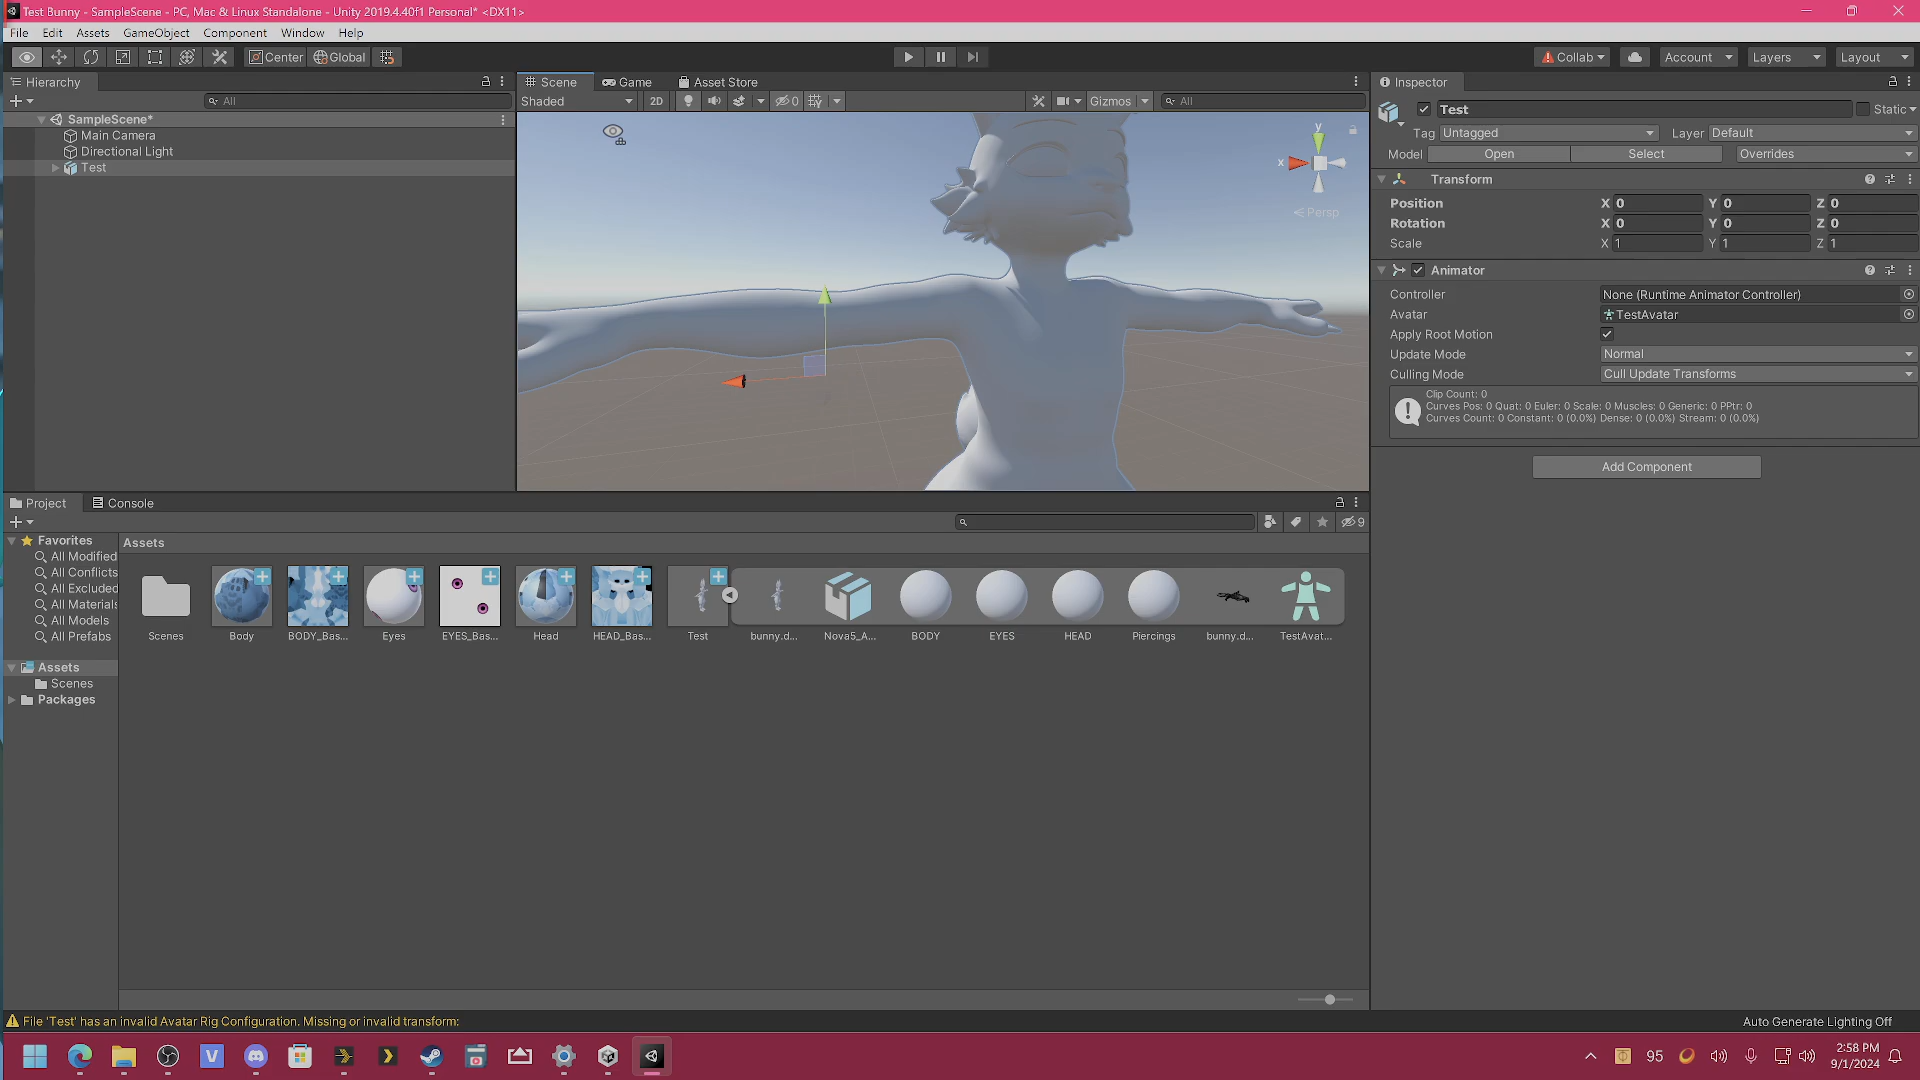 Test Bunny - SampleScene - PC, Mac & Linux Standalone - Unity 2019.4.40f1 Personal* <DX11>
File Edit Assets GameObject Component Window Help
Center Global Collab Account Layers Layout
Hierarchy
All
SampleScene*
Main Camera
Directional Light
Test
Scene Game Asset Store
Shaded 2D 0 Gizmos All
y
x
Persp
Inspector
Test Static
Tag Untagged Layer Default
Model Open Select Overrides
Transform
Position X 0 Y 0 Z 0
Rotation X 0 Y 0 Z 0
Scale X 1 Y 1 Z 1
Animator
Controller None (Runtime Animator Controller)
Avatar TestAvatar
Apply Root Motion
Update Mode Normal
Culling Mode Cull Update Transforms
Clip Count: 0
Curves Pos: 0 Quat: 0 Euler: 0 Scale: 0 Muscles: 0 Generic: 0 PPtr: 0
Curves Count: 0 Constant: 0 (0.0%) Dense: 0 (0.0%) Stream: 0 (0.0%)
Add Component
Project Console
9
Favorites
All Modified
All Conflicts
All Excluded
All Materials
All Models
All Prefabs
Assets
Scenes
Packages
Assets
Scenes Body BODY_Bas... Eyes EYES_Bas... Head HEAD_Bas... Test bunny.d... Nova5_A... BODY EYES HEAD Piercings bunny.d... TestAvat...
File 'Test' has an invalid Avatar Rig Configuration. Missing or invalid transform:
Auto Generate Lighting Off
V
95
2:58 PM
9/1/2024